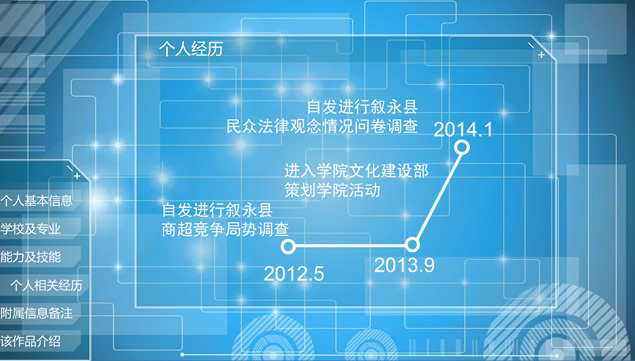 个人经历
自发进行叙永县
民众法律观念情况问卷调查
2014.1
进入学院文化建设部
策划学院活动
自发进行叙永县
商超竞争局势调查
2012.5
2013.9
个人基本信息
学校及专业
能力及技能
个人相关经历
附属信息备注
该作品介绍